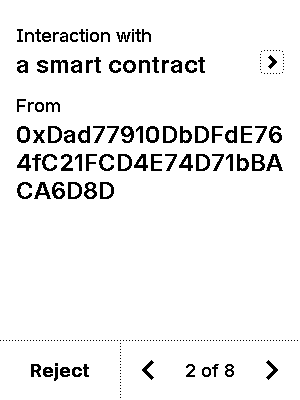 Interaction with
a smart contract
From
0xDad77910DbDFdE76
4fC21FCD4E74D71bBA
CA6D8D
Reject
2 of 8